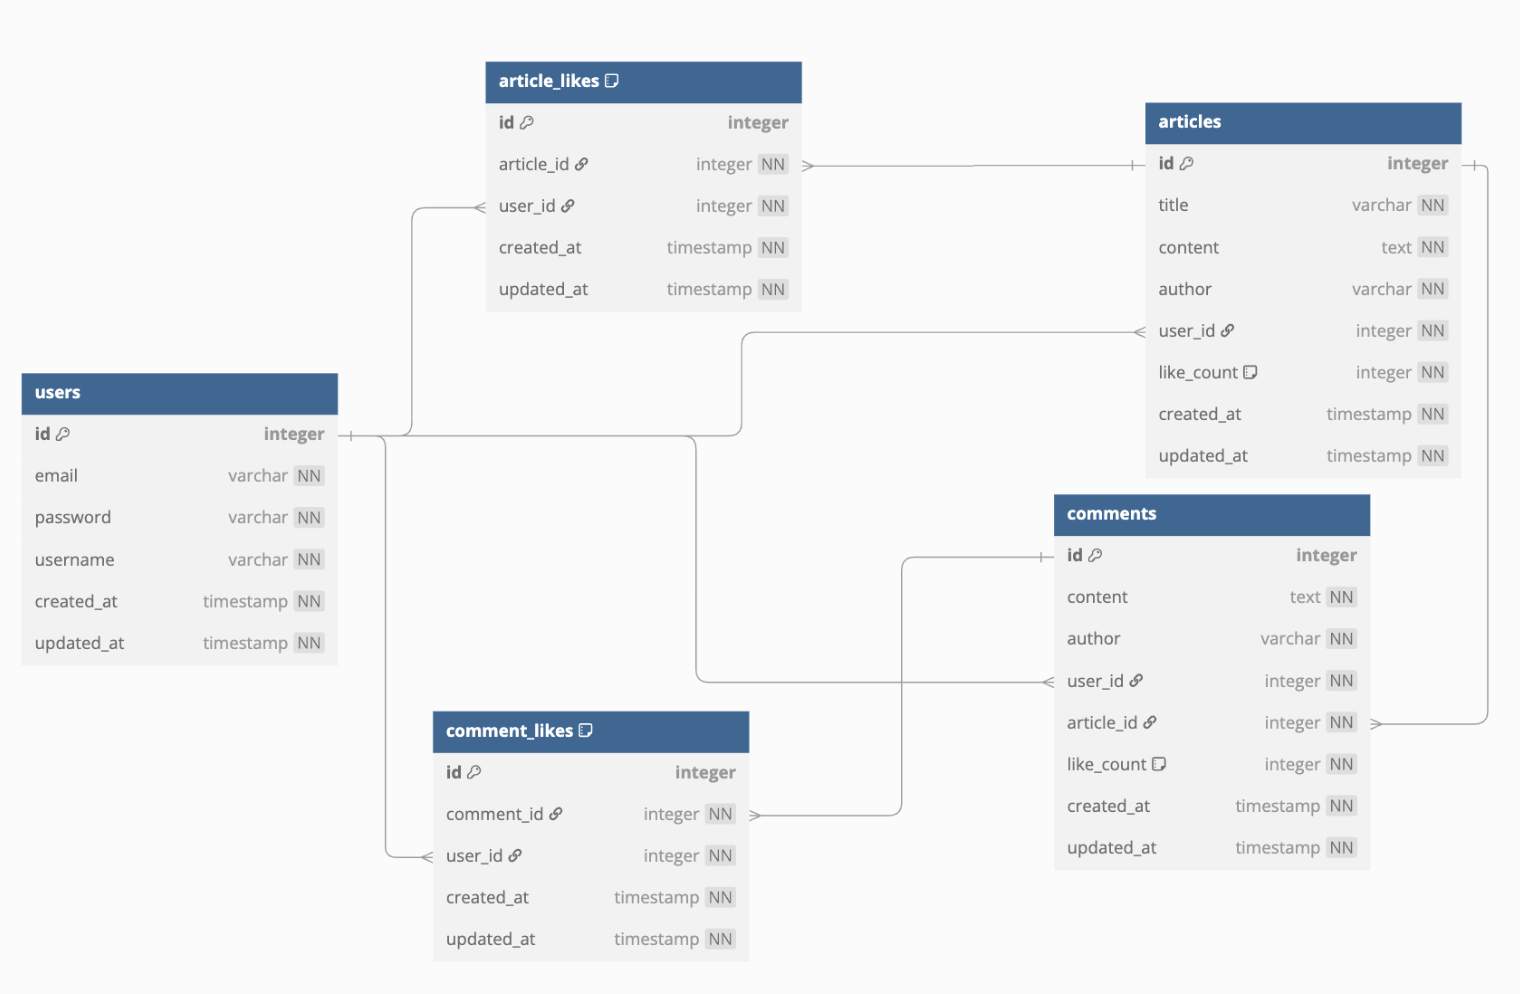 article_likes
id integer
article_id integer NN
user_id integer NN
created_at timestamp NN
updated_at timestamp NN
articles
id integer
title varchar NN
content text NN
author varchar NN
user_id integer NN
like_count integer NN
created_at timestamp NN
updated_at timestamp NN
users
id integer
email varchar NN
password varchar NN
username varchar NN
created_at timestamp NN
updated_at timestamp NN
comments
id integer
content text NN
author varchar NN
user_id integer NN
article_id integer NN
like_count integer NN
created_at timestamp NN
updated_at timestamp NN
comment_likes
id integer
comment_id integer NN
user_id integer NN
created_at timestamp NN
updated_at timestamp NN